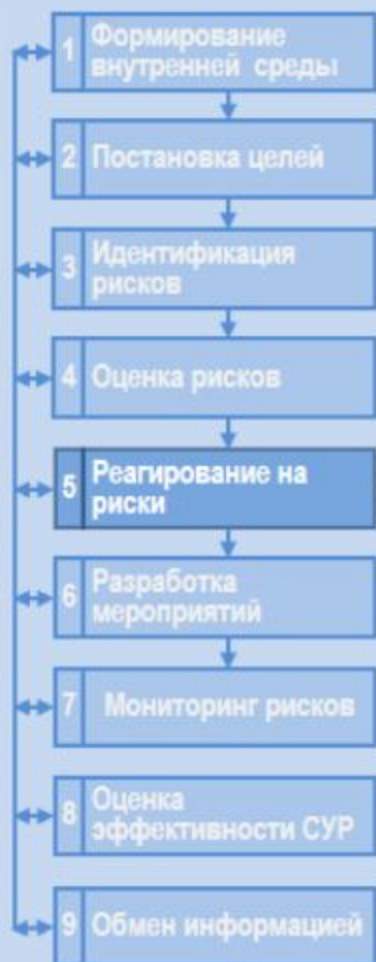 1 Формирование
внутренней среды
2 Постановка целей
3 Идентификация
рисков
4 Оценка рисков
5 Реагирование на
риски
6 Разработка
мероприятий
7 Мониторинг рисков
8 Оценка
эффективности СУР
9 Обмен информацией